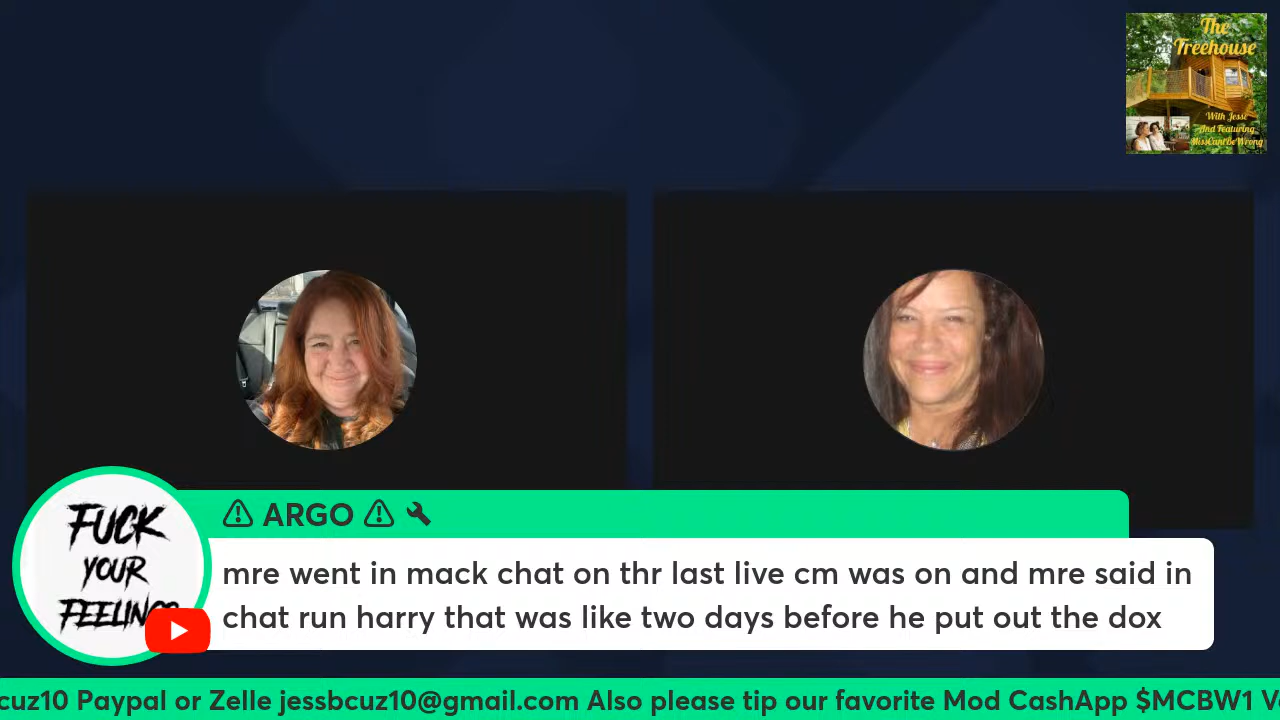 The
Treehouse
With Jesse
And Featuring
MissCantBeWrong
⚠ ARGO ⚠ 🔧
FUCK
YOUR
FEELINGS
mre went in mack chat on thr last live cm was on and mre said in
chat run harry that was like two days before he put out the dox
cuz10 Paypal or Zelle jessbcuz10@gmail.com Also please tip our favorite Mod CashApp $MCBW1 V